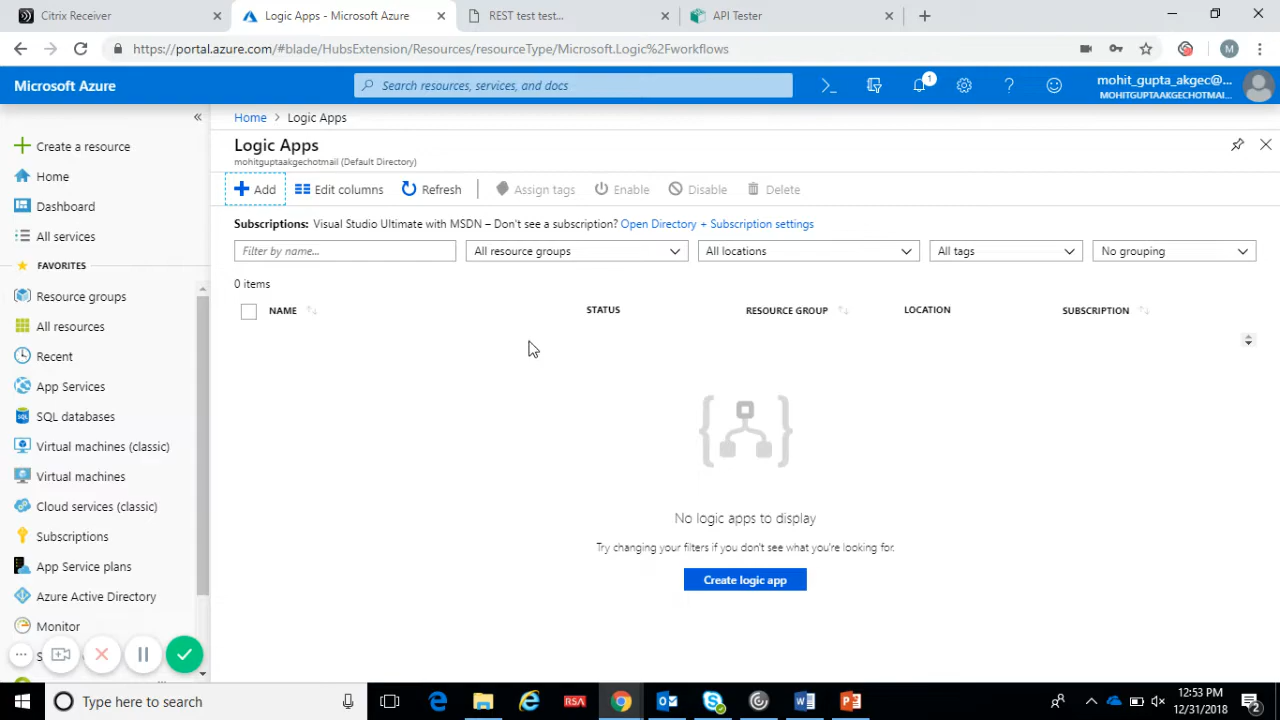 Citrix Receiver
Logic Apps - Microsoft Azure
REST test test...
API Tester
https://portal.azure.com/#blade/HubsExtension/Resources/resourceType/Microsoft.Logic%2Fworkflows
M
Microsoft Azure
Search resources, services, and docs
1
mohit_gupta_akgec@...
MOHITGUPTAAKGECHOTMAI...
Create a resource
Home
Dashboard
All services
FAVORITES
Resource groups
All resources
Recent
App Services
SQL databases
Virtual machines (classic)
Virtual machines
Cloud services (classic)
Subscriptions
App Service plans
Azure Active Directory
Monitor
Home > Logic Apps
Logic Apps
mohitguptaakgechotmail (Default Directory)
Add
Edit columns
Refresh
Assign tags
Enable
Disable
Delete
Subscriptions: Visual Studio Ultimate with MSDN – Don't see a subscription? Open Directory + Subscription settings
Filter by name...
All resource groups
All locations
All tags
No grouping
0 items
NAME
STATUS
RESOURCE GROUP
LOCATION
SUBSCRIPTION
No logic apps to display
Try changing your filters if you don't see what you're looking for.
Create logic app
Type here to search
RSA
12:53 PM
12/31/2018
2